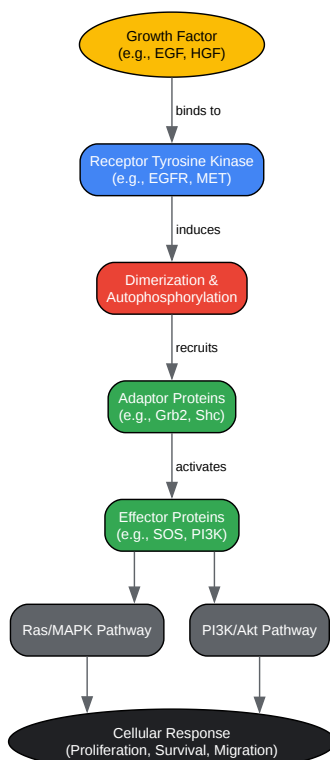 Growth Factor
(e.g., EGF, HGF)
binds to
Receptor Tyrosine Kinase
(e.g., EGFR, MET)
induces
Dimerization &
Autophosphorylation
recruits
Adaptor Proteins
(e.g., Grb2, Shc)
activates
Effector Proteins
(e.g., SOS, PI3K)
Ras/MAPK Pathway
PI3K/Akt Pathway
Cellular Response
(Proliferation, Survival, Migration)